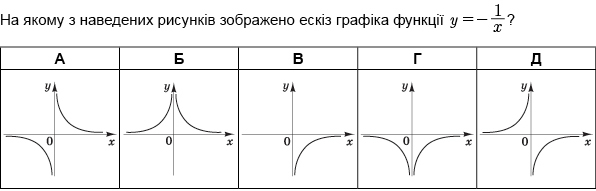 На якому з наведених рисунків зображено ескіз графіка функції y = −1/x ?
А Б В Г Д
y y y y y
0 x 0 x 0 x 0 x 0 x